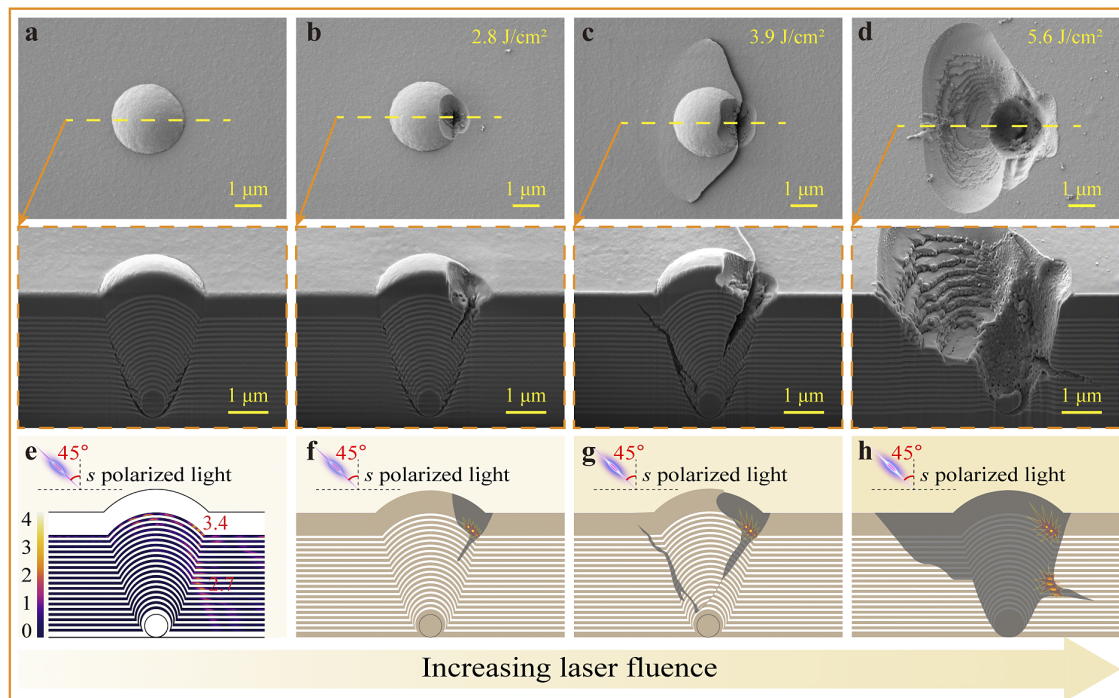 a
b
2.8 J/cm²
c
3.9 J/cm²
d
5.6 J/cm²
1 μm
1 μm
1 μm
1 μm
1 μm
1 μm
1 μm
1 μm
e
45°
s polarized light
4
3
2
1
0
3.4
2.7
f
45°
s polarized light
g
45°
s polarized light
h
45°
s polarized light
Increasing laser fluence